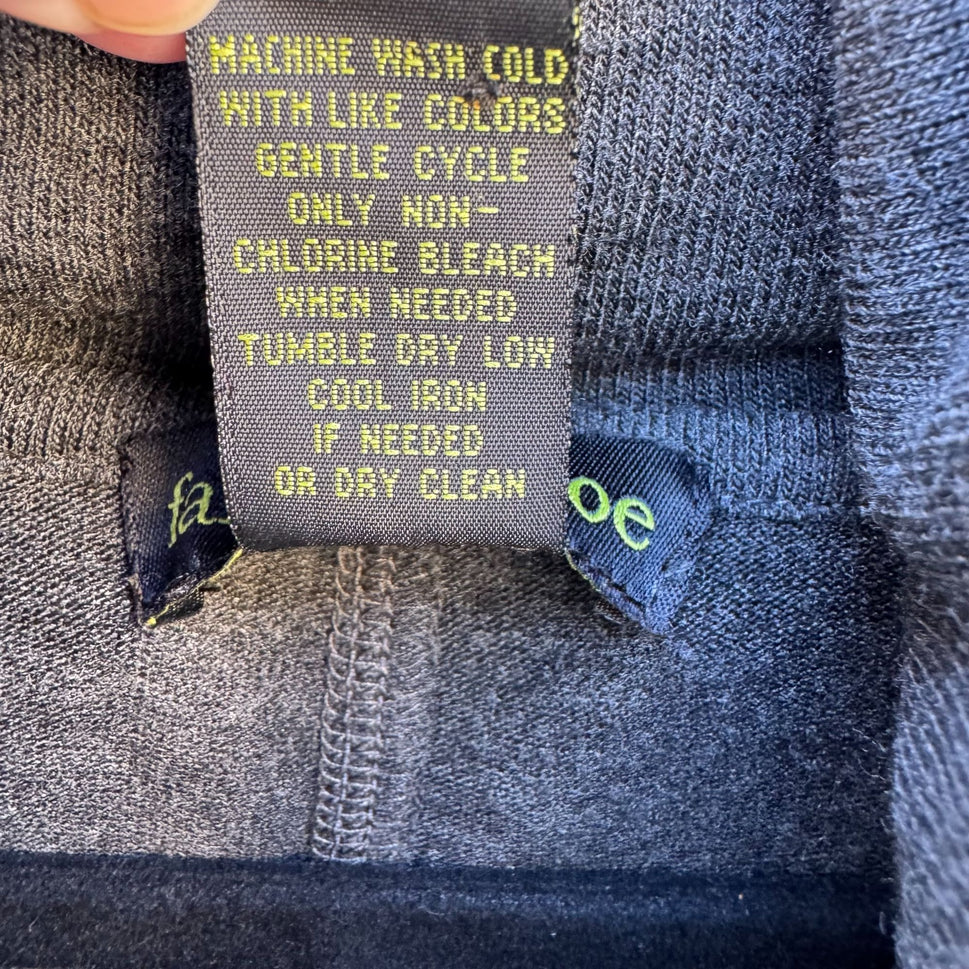 MACHINE WASH COLD
WITH LIKE COLORS
GENTLE CYCLE
ONLY NON-
CHLORINE BLEACH
WHEN NEEDED
TUMBLE DRY LOW
COOL IRON
IF NEEDED
OR DRY CLEAN
fa oe